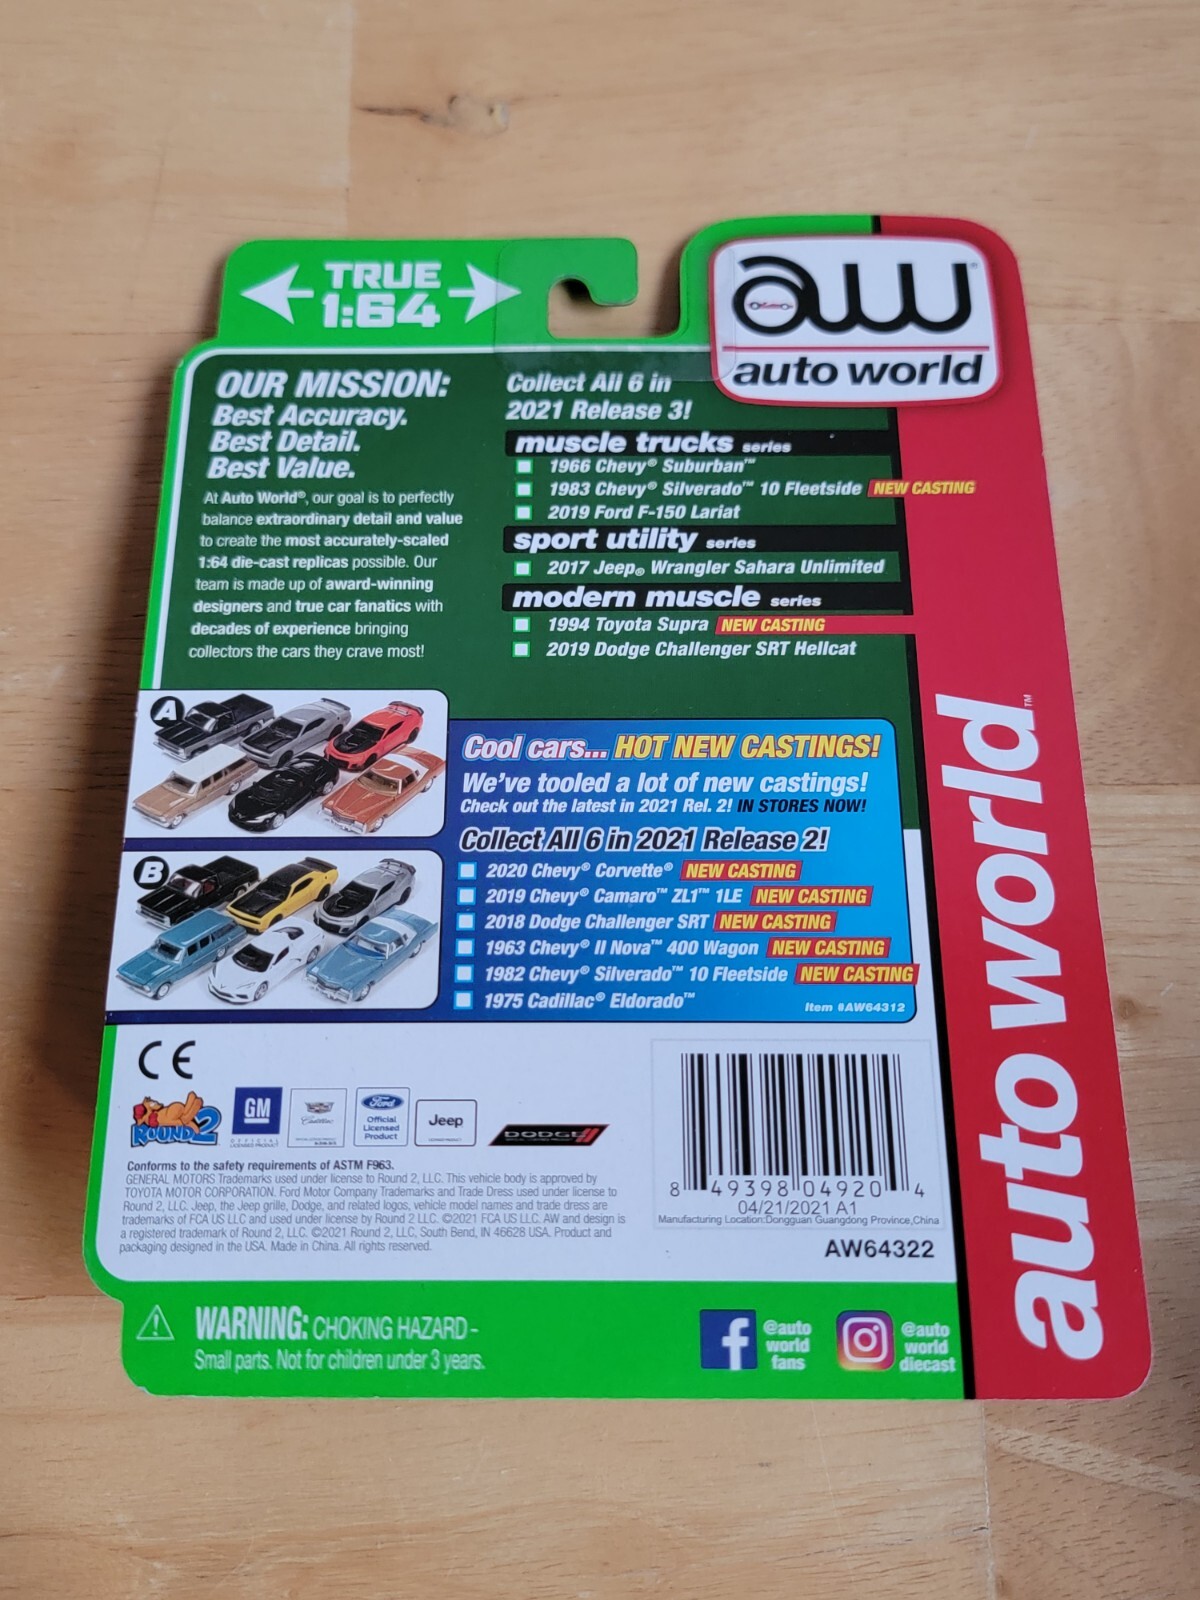 TRUE
1:64
aw®
auto world
OUR MISSION:
Best Accuracy.
Best Detail.
Best Value.
At Auto World®, our goal is to perfectly
balance extraordinary detail and value
to create the most accurately-scaled
1:64 die-cast replicas possible. Our
team is made up of award-winning
designers and true car fanatics with
decades of experience bringing
collectors the cars they crave most!
Collect All 6 in
2021 Release 3!
muscle trucks series
1966 Chevy® Suburban™
1983 Chevy® Silverado™ 10 Fleetside NEW CASTING
2019 Ford F-150 Lariat
sport utility series
2017 Jeep® Wrangler Sahara Unlimited
modern muscle series
1994 Toyota Supra NEW CASTING
2019 Dodge Challenger SRT Hellcat
A
B
Cool cars... HOT NEW CASTINGS!
We've tooled a lot of new castings!
Check out the latest in 2021 Rel. 2! IN STORES NOW!
Collect All 6 in 2021 Release 2!
2020 Chevy® Corvette® NEW CASTING
2019 Chevy® Camaro™ ZL1™ 1LE NEW CASTING
2018 Dodge Challenger SRT NEW CASTING
1963 Chevy® II Nova™ 400 Wagon NEW CASTING
1982 Chevy® Silverado™ 10 Fleetside NEW CASTING
1975 Cadillac® Eldorado™
Item #AW64312
auto world™
CE
ROUND 2
GM
OFFICIAL
LICENSED PRODUCT
Cadillac
Ford
Official
Licensed
Product
Jeep
DODGE
Conforms to the safety requirements of ASTM F963.
GENERAL MOTORS Trademarks used under license to Round 2, LLC. This vehicle body is approved by
TOYOTA MOTOR CORPORATION. Ford Motor Company Trademarks and Trade Dress used under license to
Round 2, LLC. Jeep, the Jeep grille, Dodge, and related logos, vehicle model names and trade dress are
trademarks of FCA US LLC and used under license by Round 2 LLC. ©2021 FCA US LLC. AW and design is
a registered trademark of Round 2, LLC. ©2021 Round 2, LLC, South Bend, IN 46628 USA. Product and
packaging designed in the USA. Made in China. All rights reserved.
8 49398 04920 4
04/21/2021 A1
Manufacturing Location:Dongguan Guangdong Province,China
AW64322
WARNING: CHOKING HAZARD -
Small parts. Not for children under 3 years.
@auto
world
fans
@auto
world
diecast